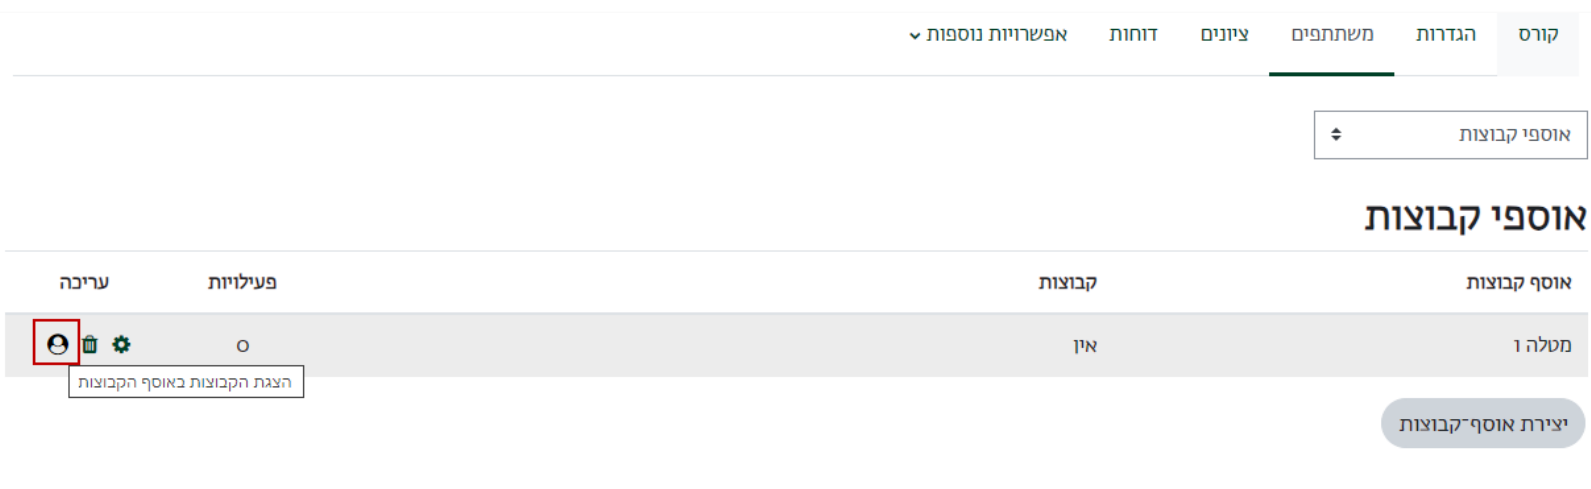 קורס הגדרות משתתפים ציונים דוחות אפשרויות נוספות
אוספי קבוצות
אוספי קבוצות
אוסף קבוצות קבוצות פעילויות עריכה
מטלה 1 אין 0
הצגת הקבוצות באוסף הקבוצות
יצירת אוסף־קבוצות